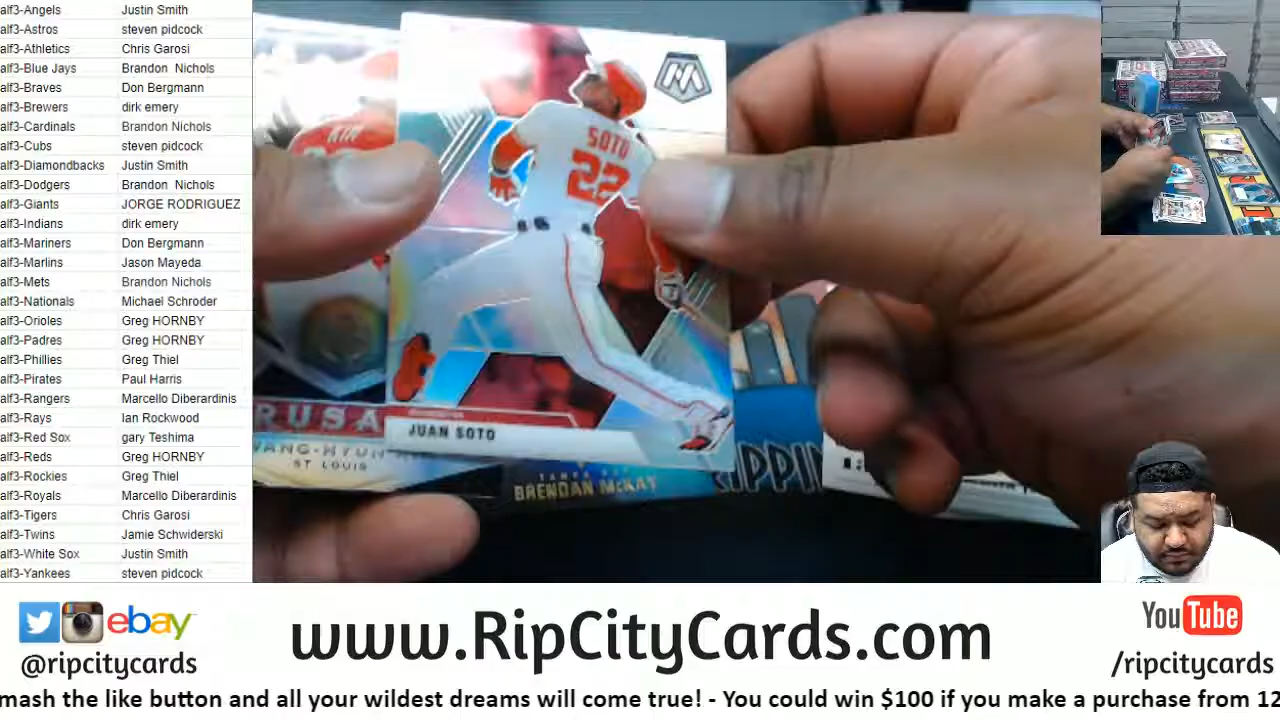 alf3-Angels Justin Smith
alf3-Astros steven pidcock
alf3-Athletics Chris Garosi
alf3-Blue Jays Brandon Nichols
alf3-Braves Don Bergmann
alf3-Brewers dirk emery
alf3-Cardinals Brandon Nichols
alf3-Cubs steven pidcock
alf3-Diamondbacks Justin Smith
alf3-Dodgers Brandon Nichols
alf3-Giants JORGE RODRIGUEZ
alf3-Indians dirk emery
alf3-Mariners Don Bergmann
alf3-Marlins Jason Mayeda
alf3-Mets Brandon Nichols
alf3-Nationals Michael Schroder
alf3-Orioles Greg HORNBY
alf3-Padres Greg HORNBY
alf3-Phillies Greg Thiel
alf3-Pirates Paul Harris
alf3-Rangers Marcello Diberardinis
alf3-Rays Ian Rockwood
alf3-Red Sox gary Teshima
alf3-Reds Greg HORNBY
alf3-Rockies Greg Thiel
alf3-Royals Marcello Diberardinis
alf3-Tigers Chris Garosi
alf3-Twins Jamie Schwiderski
alf3-White Sox Justin Smith
alf3-Yankees steven pidcock
SOTO
22
JUAN SOTO
RUSA
ST LOUIS
BRENDAN McKAY
IPPIN
ebay
@ripcitycards
www.RipCityCards.com
YouTube
/ripcitycards
mash the like button and all your wildest dreams will come true! - You could win $100 if you make a purchase from 12